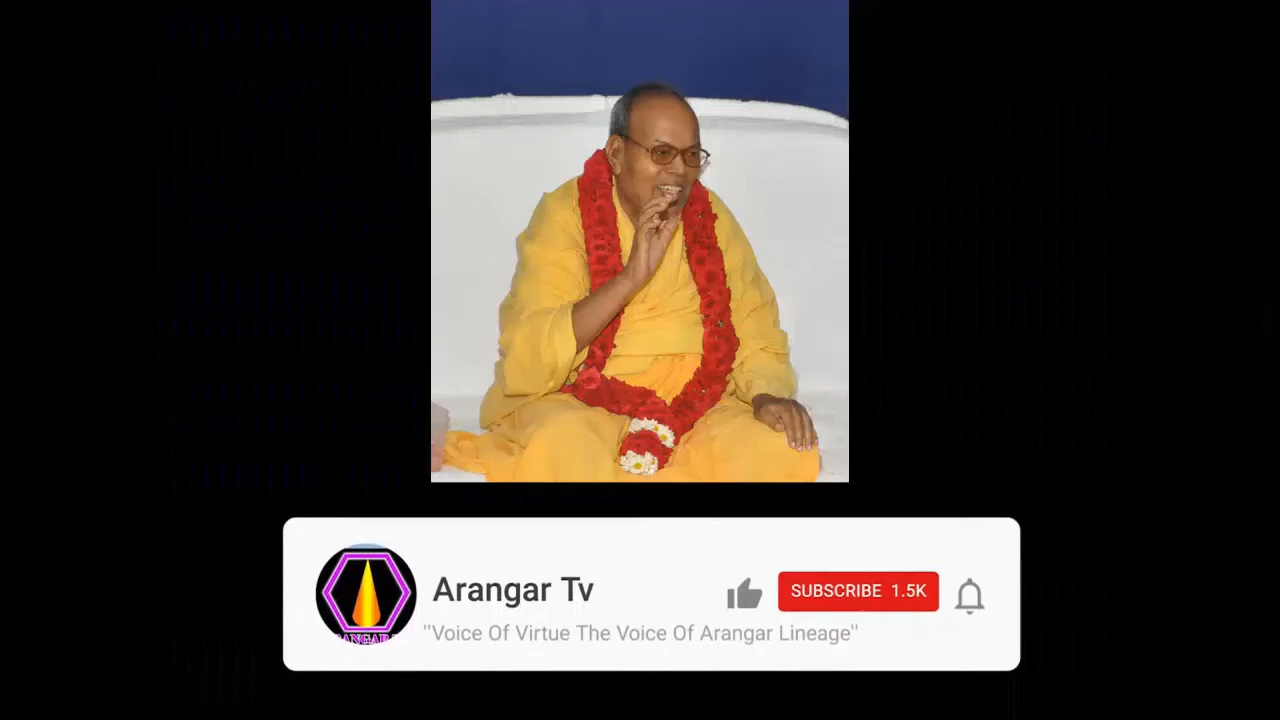 Arangar Tv
SUBSCRIBE 1.5K
"Voice Of Virtue The Voice Of Arangar Lineage"